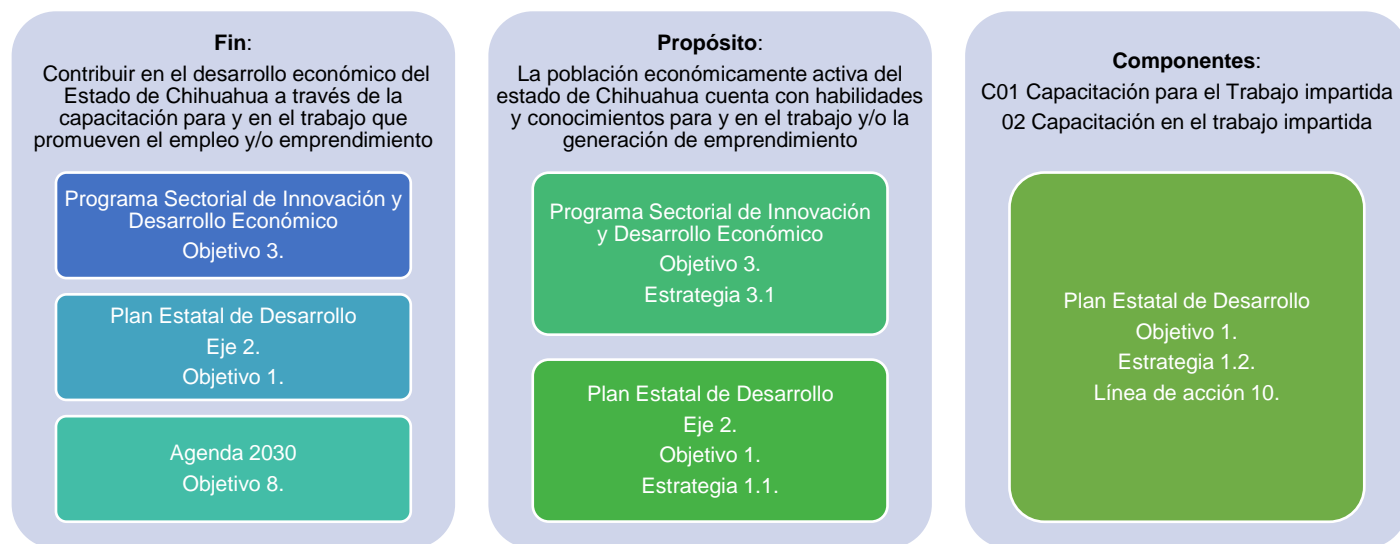 Fin:
Contribuir en el desarrollo económico del
Estado de Chihuahua a través de la
capacitación para y en el trabajo que
promueven el empleo y/o emprendimiento
Programa Sectorial de Innovación y
Desarrollo Económico
Objetivo 3.
Plan Estatal de Desarrollo
Eje 2.
Objetivo 1.
Agenda 2030
Objetivo 8.
Propósito:
La población económicamente activa del
estado de Chihuahua cuenta con habilidades
y conocimientos para y en el trabajo y/o la
generación de emprendimiento
Programa Sectorial de Innovación
y Desarrollo Económico
Objetivo 3.
Estrategia 3.1
Plan Estatal de Desarrollo
Eje 2.
Objetivo 1.
Estrategia 1.1.
Componentes:
C01 Capacitación para el Trabajo impartida
02 Capacitación en el trabajo impartida
Plan Estatal de Desarrollo
Objetivo 1.
Estrategia 1.2.
Línea de acción 10.